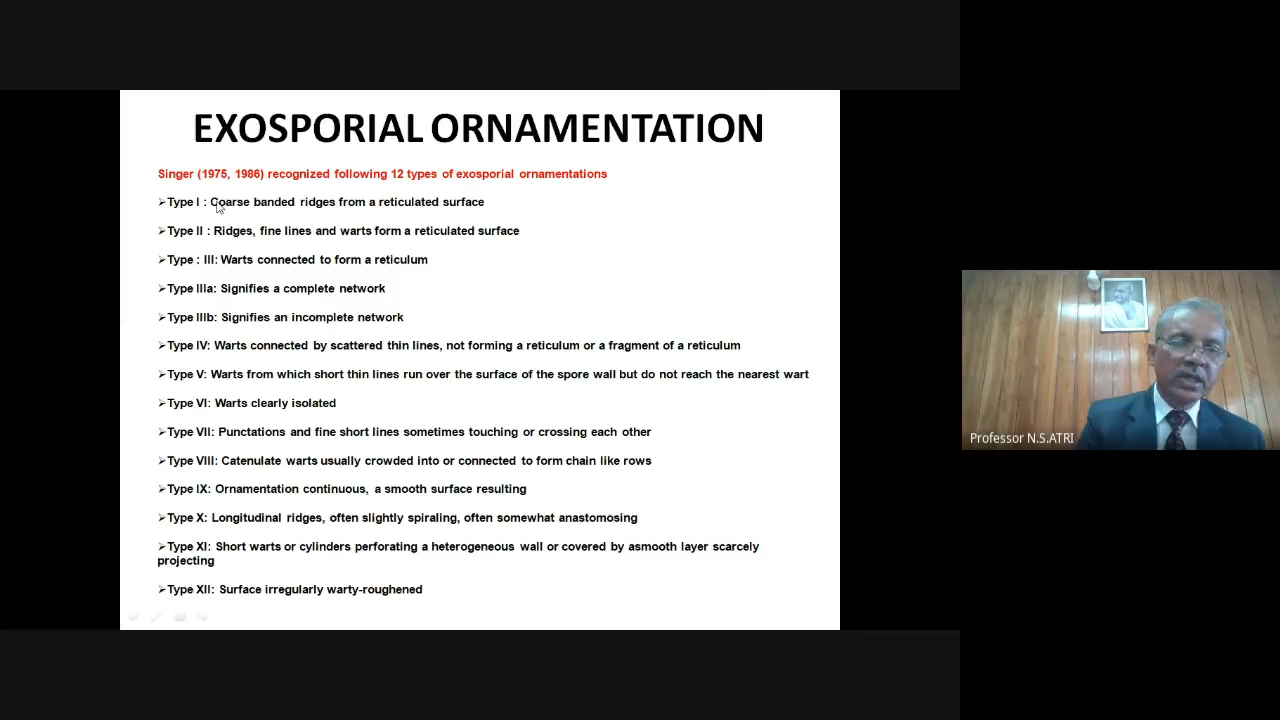 EXOSPORIAL ORNAMENTATION
Singer (1975, 1986) recognized following 12 types of exosporial ornamentations
➢Type I : Coarse banded ridges from a reticulated surface
➢Type II : Ridges, fine lines and warts form a reticulated surface
➢Type : III: Warts connected to form a reticulum
➢Type IIIa: Signifies a complete network
➢Type IIIb: Signifies an incomplete network
➢Type IV: Warts connected by scattered thin lines, not forming a reticulum or a fragment of a reticulum
➢Type V: Warts from which short thin lines run over the surface of the spore wall but do not reach the nearest wart
➢Type VI: Warts clearly isolated
➢Type VII: Punctations and fine short lines sometimes touching or crossing each other
➢Type VIII: Catenulate warts usually crowded into or connected to form chain like rows
➢Type IX: Ornamentation continuous, a smooth surface resulting
➢Type X: Longitudinal ridges, often slightly spiraling, often somewhat anastomosing
➢Type XI: Short warts or cylinders perforating a heterogeneous wall or covered by asmooth layer scarcely
projecting
➢Type XII: Surface irregularly warty-roughened
Professor N.S.ATRI